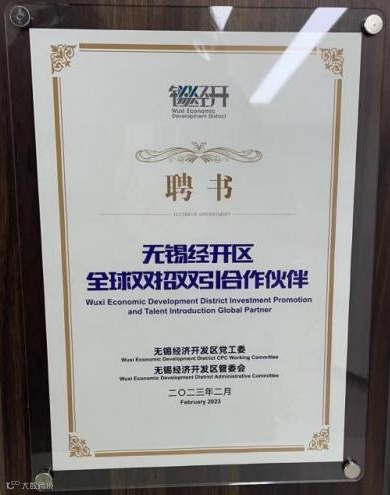 锡经开
Wuxi Economic
Development District
聘书
LETTER OF APPOINTMENT
无锡经开区
全球双招双引合作伙伴
Wuxi Economic Development District Investment Promotion
and Talent Introduction Global Partner
无锡经济开发区党工委
Wuxi Economic Development District CPC Working Committee
无锡经济开发区管委会
Wuxi Economic Development District Administrative Committee
二〇二三年二月
February 2023
大数跨境